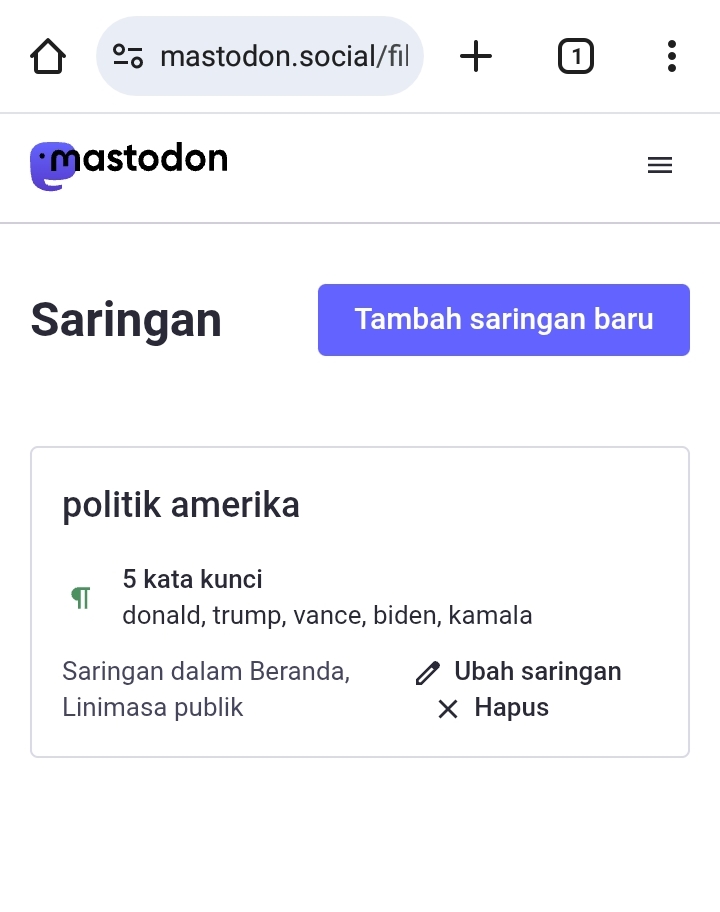 mastodon.social/fil
1
mastodon
Saringan
Tambah saringan baru
politik amerika
5 kata kunci
donald, trump, vance, biden, kamala
Saringan dalam Beranda,
Linimasa publik
Ubah saringan
Hapus